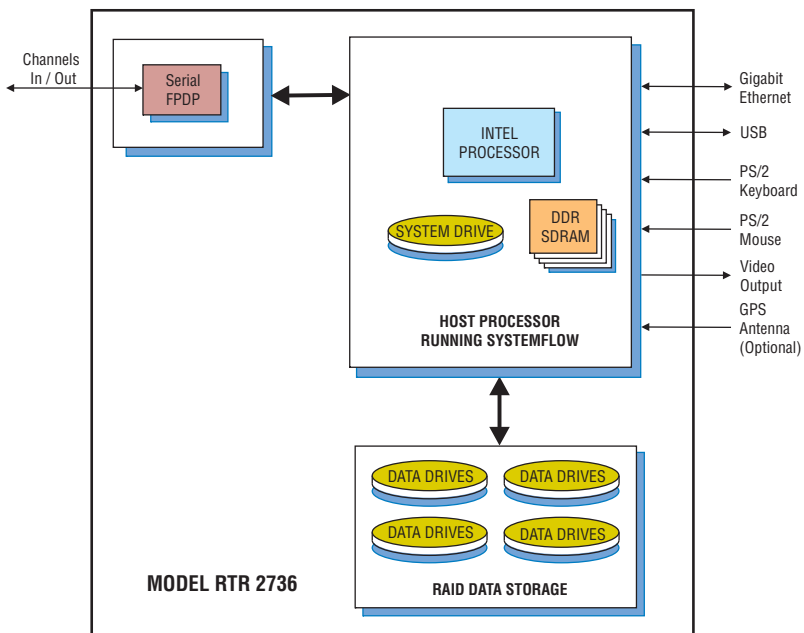 Channels
In / Out
Serial
FPDP
INTEL
PROCESSOR
SYSTEM DRIVE
DDR
SDRAM
HOST PROCESSOR
RUNNING SYSTEMFLOW
Gigabit
Ethernet
USB
PS/2
Keyboard
PS/2
Mouse
Video
Output
GPS
Antenna
(Optional)
DATA DRIVES
DATA DRIVES
DATA DRIVES
DATA DRIVES
RAID DATA STORAGE
MODEL RTR 2736